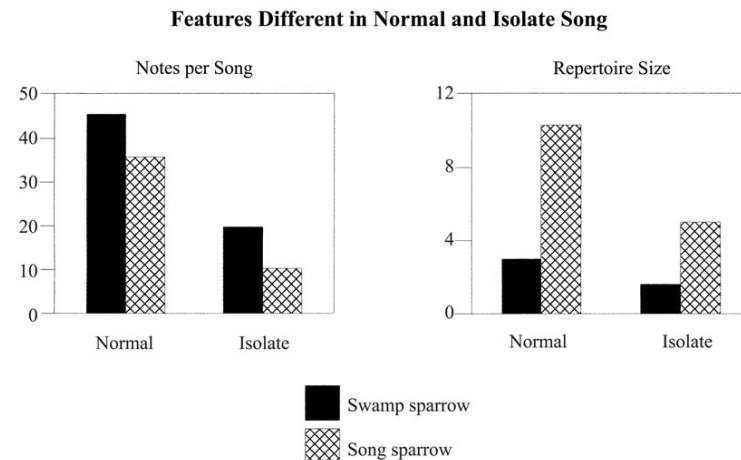 Features Different in Normal and Isolate Song
Notes per Song
50
40
30
20
10
0
Normal Isolate
Repertoire Size
12
8
4
0
Normal Isolate
Swamp sparrow
Song sparrow